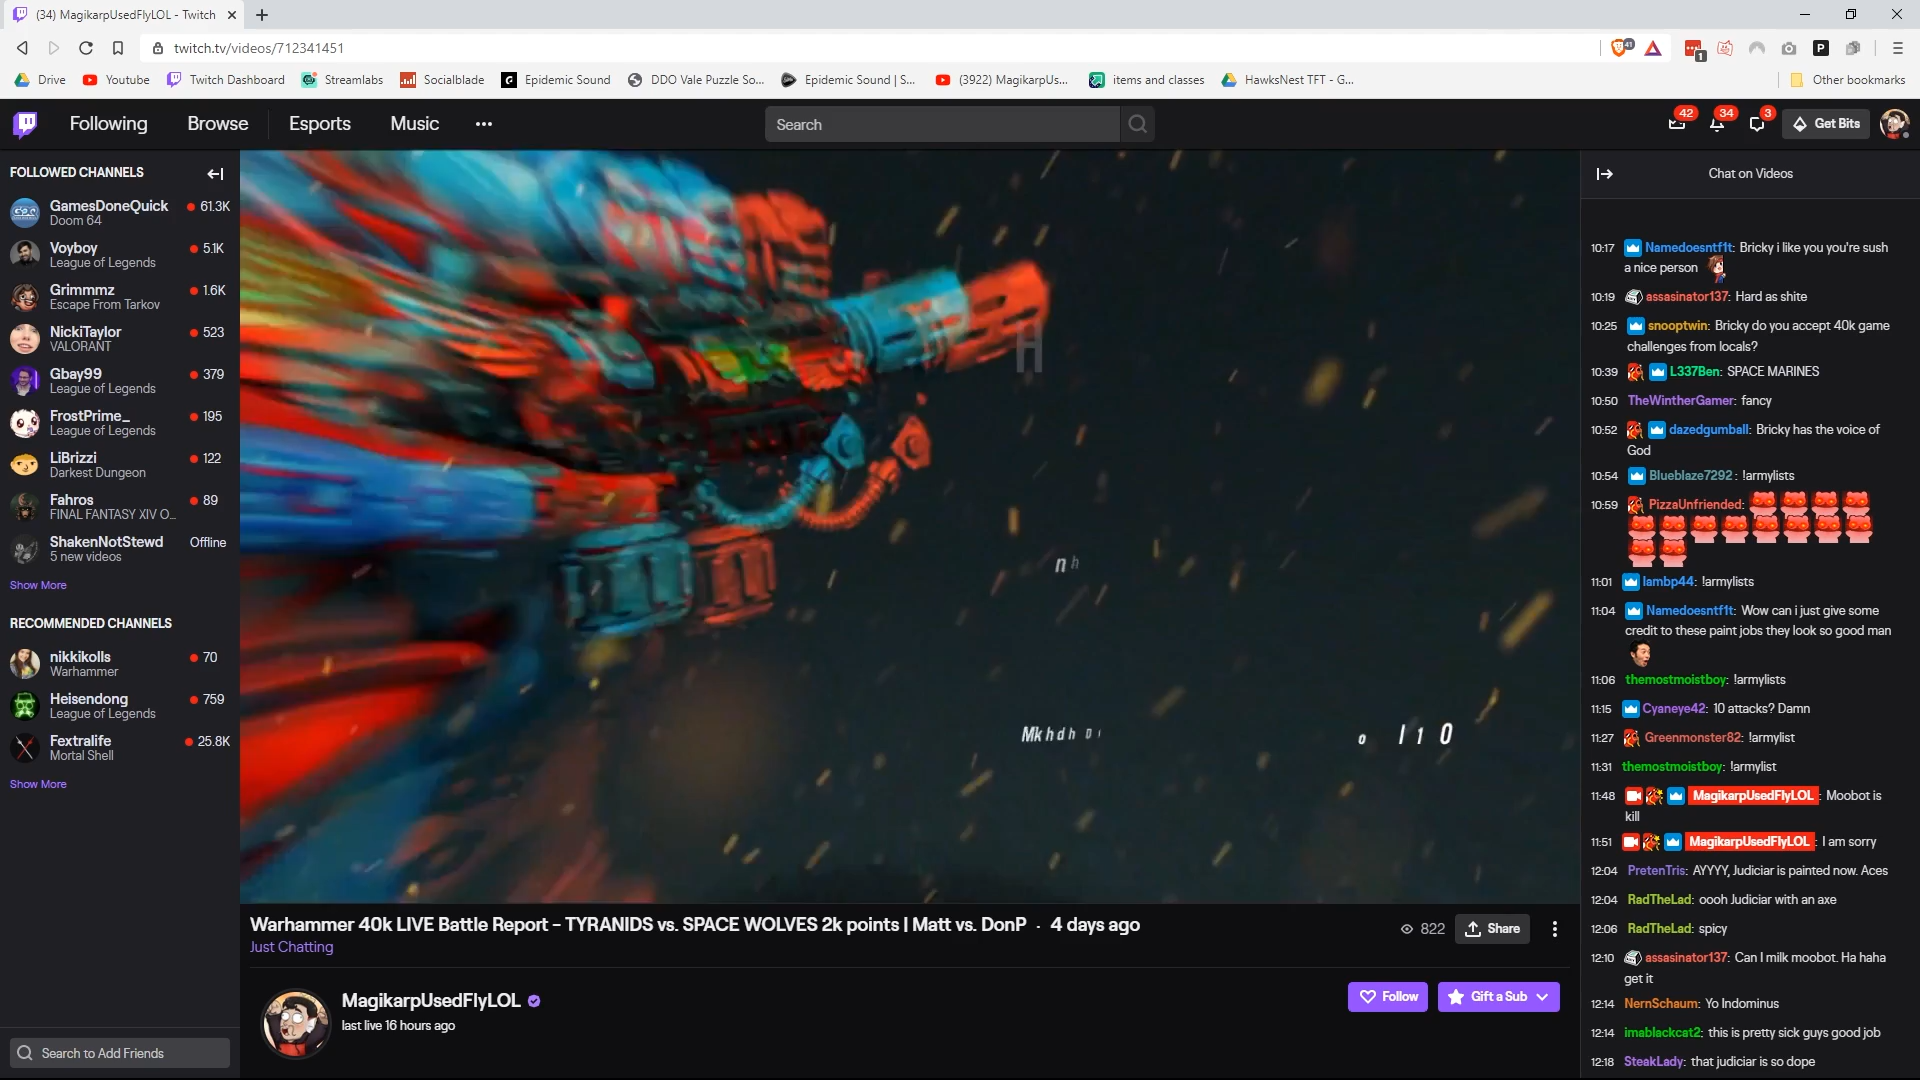 (34) MagikarpUsedFlyLOL - Twitch
twitch.tv/videos/712341451
41
1
Drive
Youtube
Twitch Dashboard
Streamlabs
Socialblade
Epidemic Sound
DDO Vale Puzzle So...
Epidemic Sound | S...
(3922) MagikarpUs...
items and classes
HawksNest TFT - G...
Other bookmarks
Following
Browse
Esports
Music
Search
42
34
3
Get Bits
FOLLOWED CHANNELS
GamesDoneQuick 61.3K
Doom 64
Voyboy 5.1K
League of Legends
Grimmmz 1.6K
Escape From Tarkov
NickiTaylor 523
VALORANT
Gbay99 379
League of Legends
FrostPrime_ 195
League of Legends
LiBrizzi 122
Darkest Dungeon
Fahros 89
FINAL FANTASY XIV O...
ShakenNotStewd Offline
5 new videos
Show More
RECOMMENDED CHANNELS
nikkikolls 70
Warhammer
Heisendong 759
League of Legends
Fextralife 25.8K
Mortal Shell
Show More
Search to Add Friends
H
n h
Mkhdh D
o l 1 0
Warhammer 40k LIVE Battle Report - TYRANIDS vs. SPACE WOLVES 2k points | Matt vs. DonP · 4 days ago
Just Chatting
822
Share
MagikarpUsedFlyLOL
last live 16 hours ago
Follow
Gift a Sub
Chat on Videos
10:17 Namedoesntf1t: Bricky i like you you're sush
a nice person
10:19 assasinator137: Hard as shite
10:25 snooptwin: Bricky do you accept 40k game
challenges from locals?
10:39 L337Ben: SPACE MARINES
10:50 TheWintherGamer: fancy
10:52 dazedgumball: Bricky has the voice of
God
10:54 Blueblaze7292: !armylists
10:59 PizzaUnfriended:
11:01 lambp44: !armylists
11:04 Namedoesntf1t: Wow can i just give some
credit to these paint jobs they look so good man
11:06 themostmoistboy: !armylists
11:15 Cyaneye42: 10 attacks? Damn
11:27 Greenmonster82: !armylist
11:31 themostmoistboy: !armylist
11:48 MagikarpUsedFlyLOL: Moobot is
kill
11:51 MagikarpUsedFlyLOL: I am sorry
12:04 PretenTris: AYYYY, Judiciar is painted now. Aces
12:04 RadTheLad: oooh Judiciar with an axe
12:06 RadTheLad: spicy
12:10 assasinator137: Can I milk moobot. Ha haha
get it
12:14 NernSchaum: Yo Indominus
12:14 imablackcat2: this is pretty sick guys good job
12:18 SteakLady: that judiciar is so dope